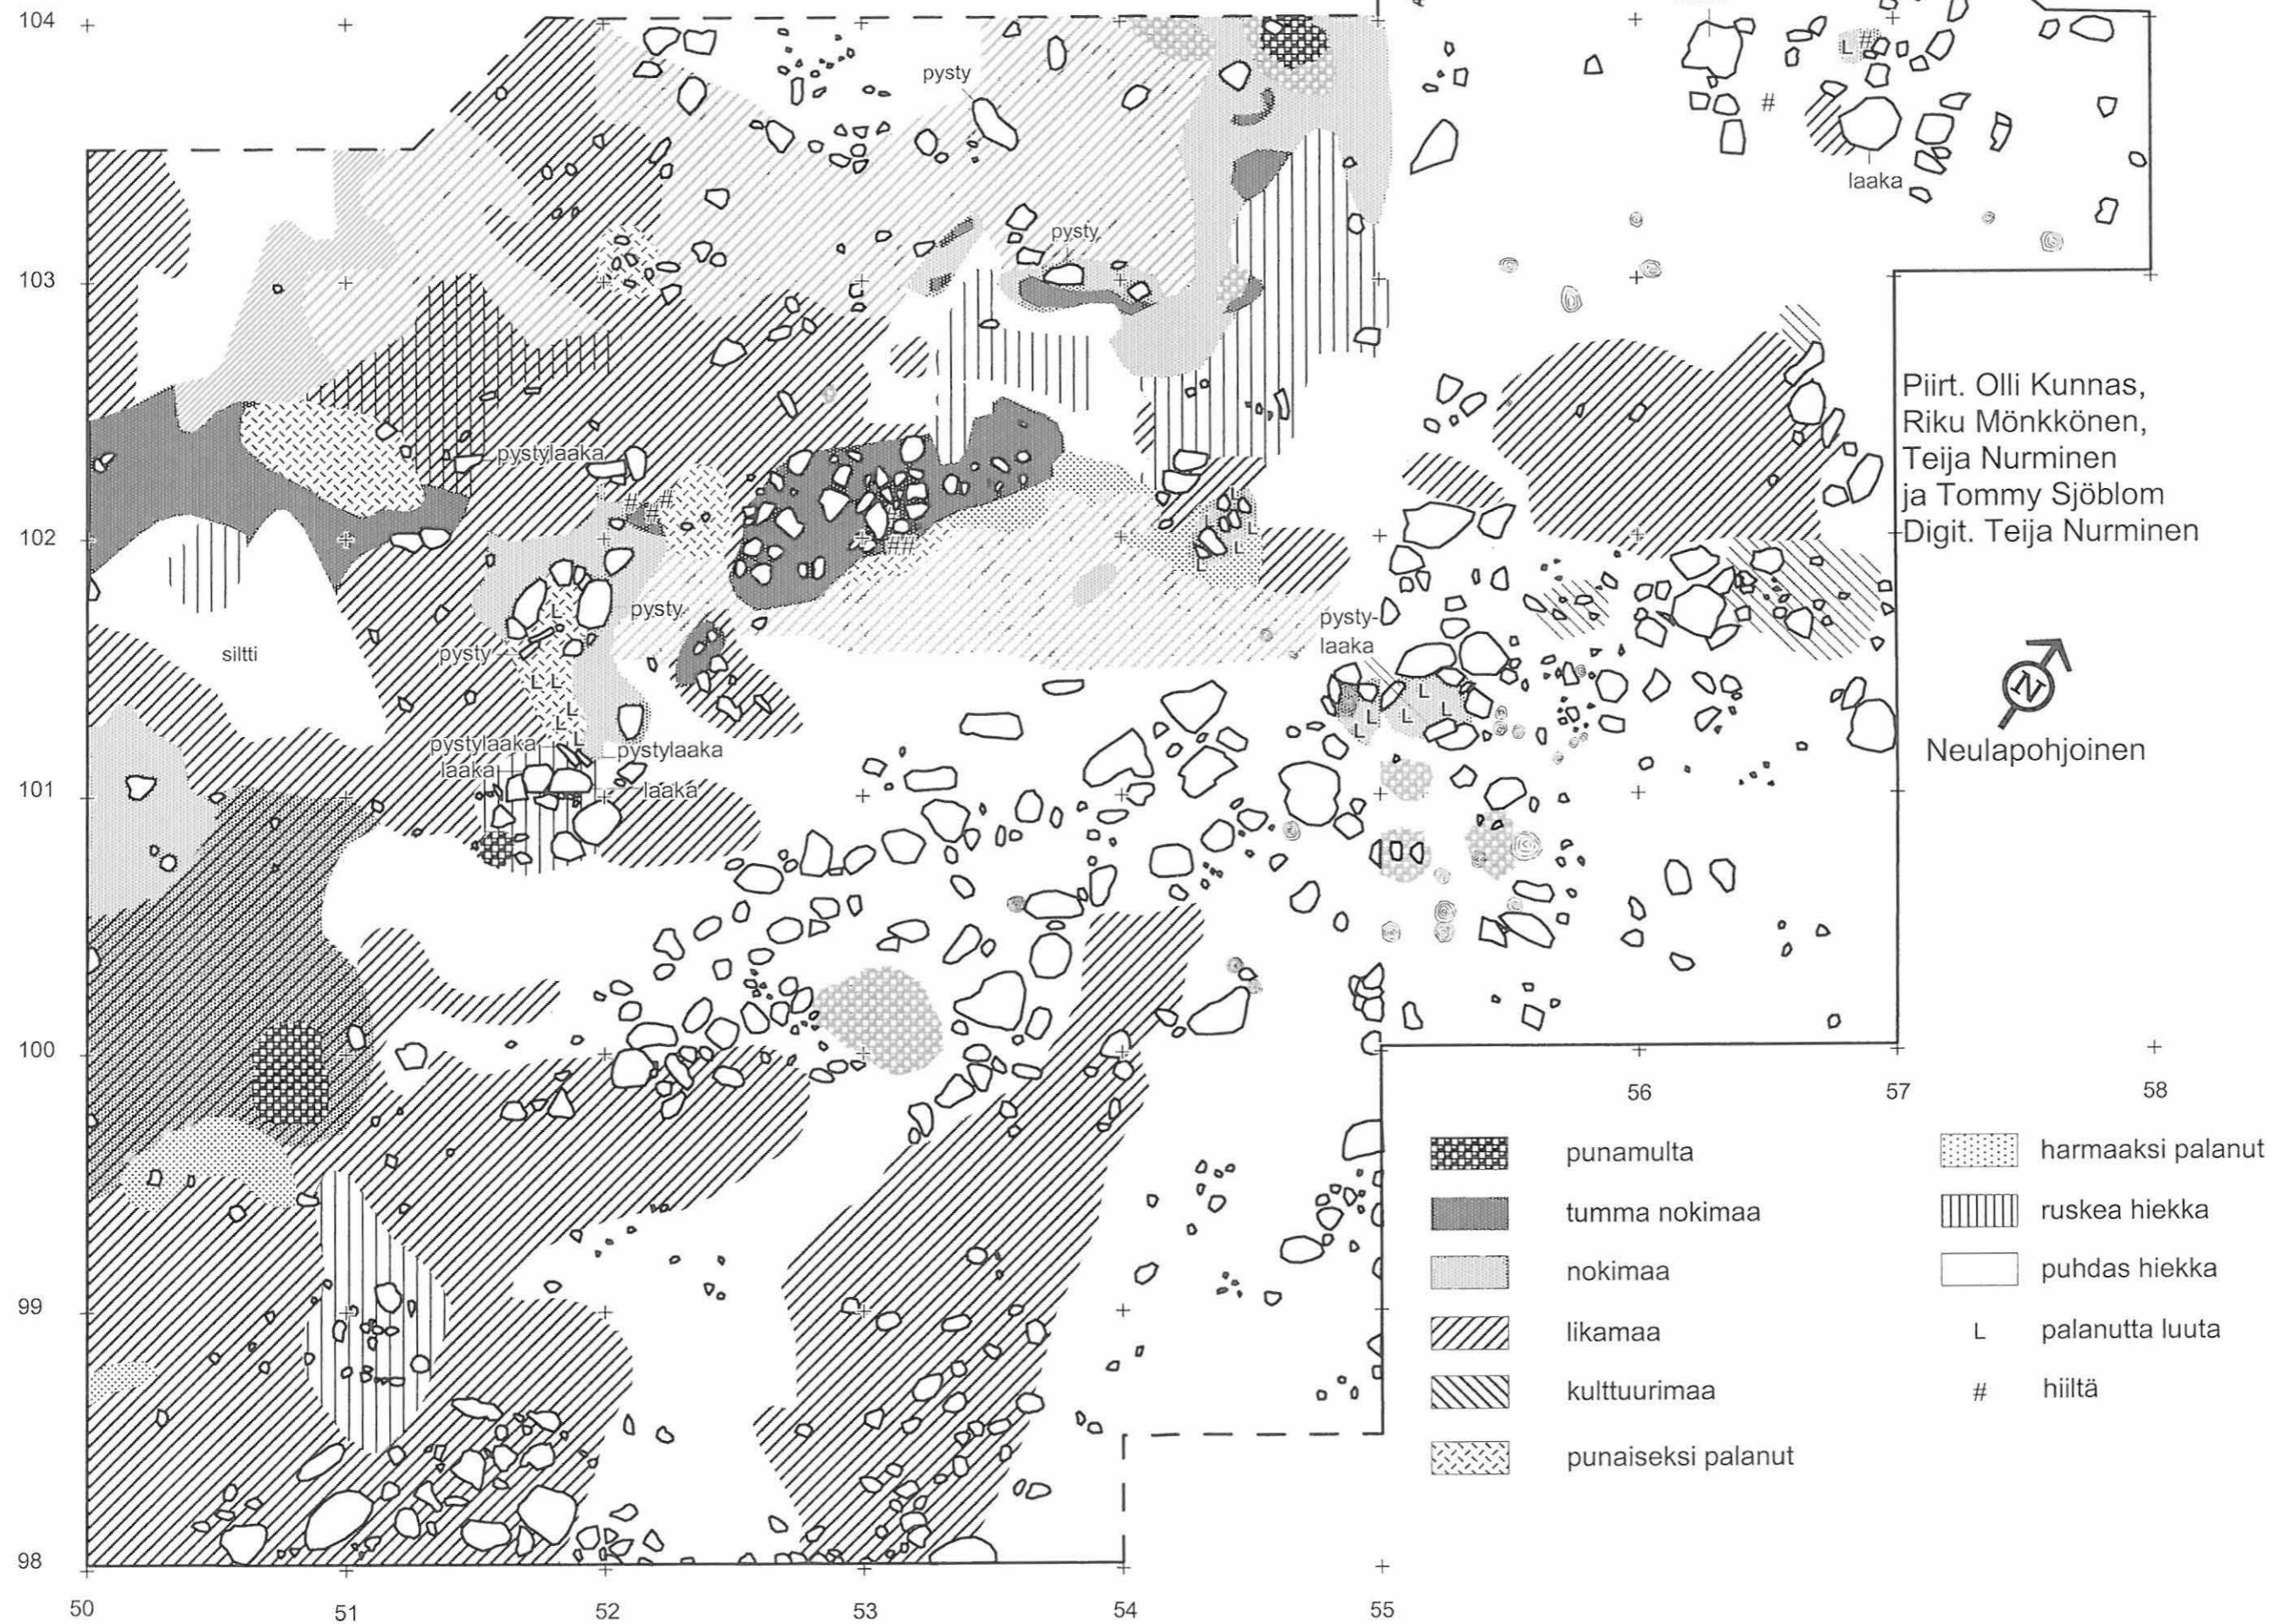 104
pysty
L #
#
laaka
pysty
103
Piirt. Olli Kunnas,
Riku Mönkkönen,
Teija Nurminen
ja Tommy Sjöblom
Digit. Teija Nurminen
pystylaaka
# # # #
L
L
L
L
L
102
##
L
pysty
pysty-
laaka
siltti
pysty
L L
L
L
L
L
L
L
L
L
L
N
Neulapohjoinen
pystylaaka
pystylaaka
laaka
laaka
101
100
56
57
58
punamulta
harmaaksi palanut
tumma nokimaa
ruskea hiekka
nokimaa
puhdas hiekka
99
likamaa
L palanutta luuta
kulttuurimaa
# hiiltä
punaiseksi palanut
98
50
51
52
53
54
55